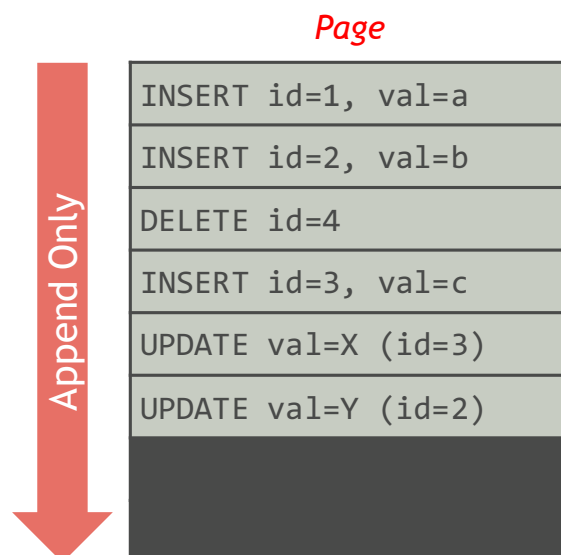 Page
Append Only
INSERT id=1, val=a
INSERT id=2, val=b
DELETE id=4
INSERT id=3, val=c
UPDATE val=X (id=3)
UPDATE val=Y (id=2)